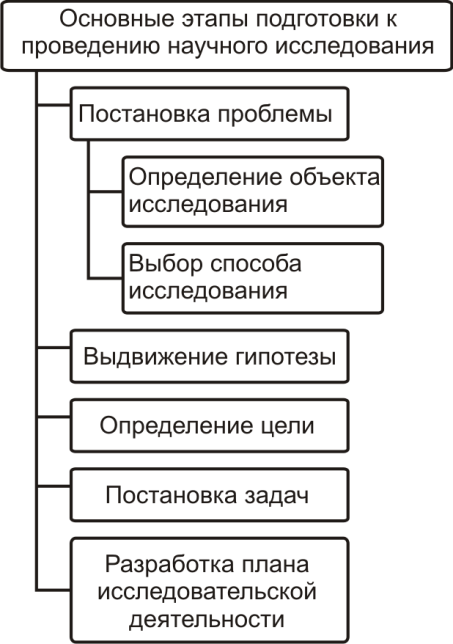 Основные этапы подготовки к
проведению научного исследования
Постановка проблемы
Определение объекта
исследования
Выбор способа
исследования
Выдвижение гипотезы
Определение цели
Постановка задач
Разработка плана
исследовательской
деятельности